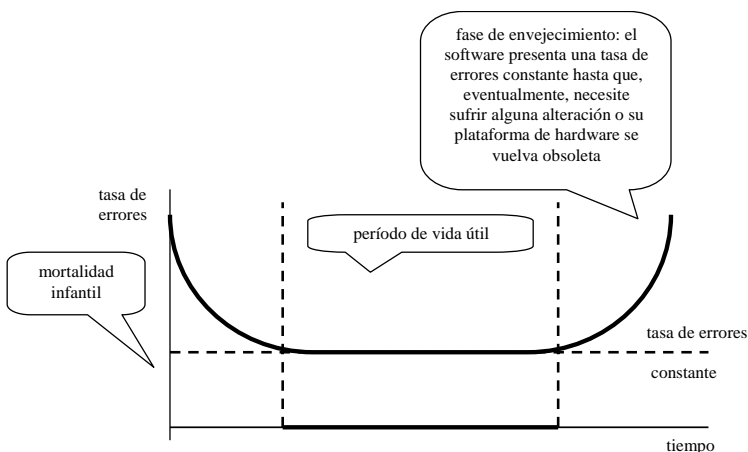 fase de envejecimiento: el
software presenta una tasa de
errores constante hasta que,
eventualmente, necesite
sufrir alguna alteración o su
plataforma de hardware se
vuelva obsoleta
tasa de
errores
período de vida útil
mortalidad
infantil
tasa de errores
constante
tiempo